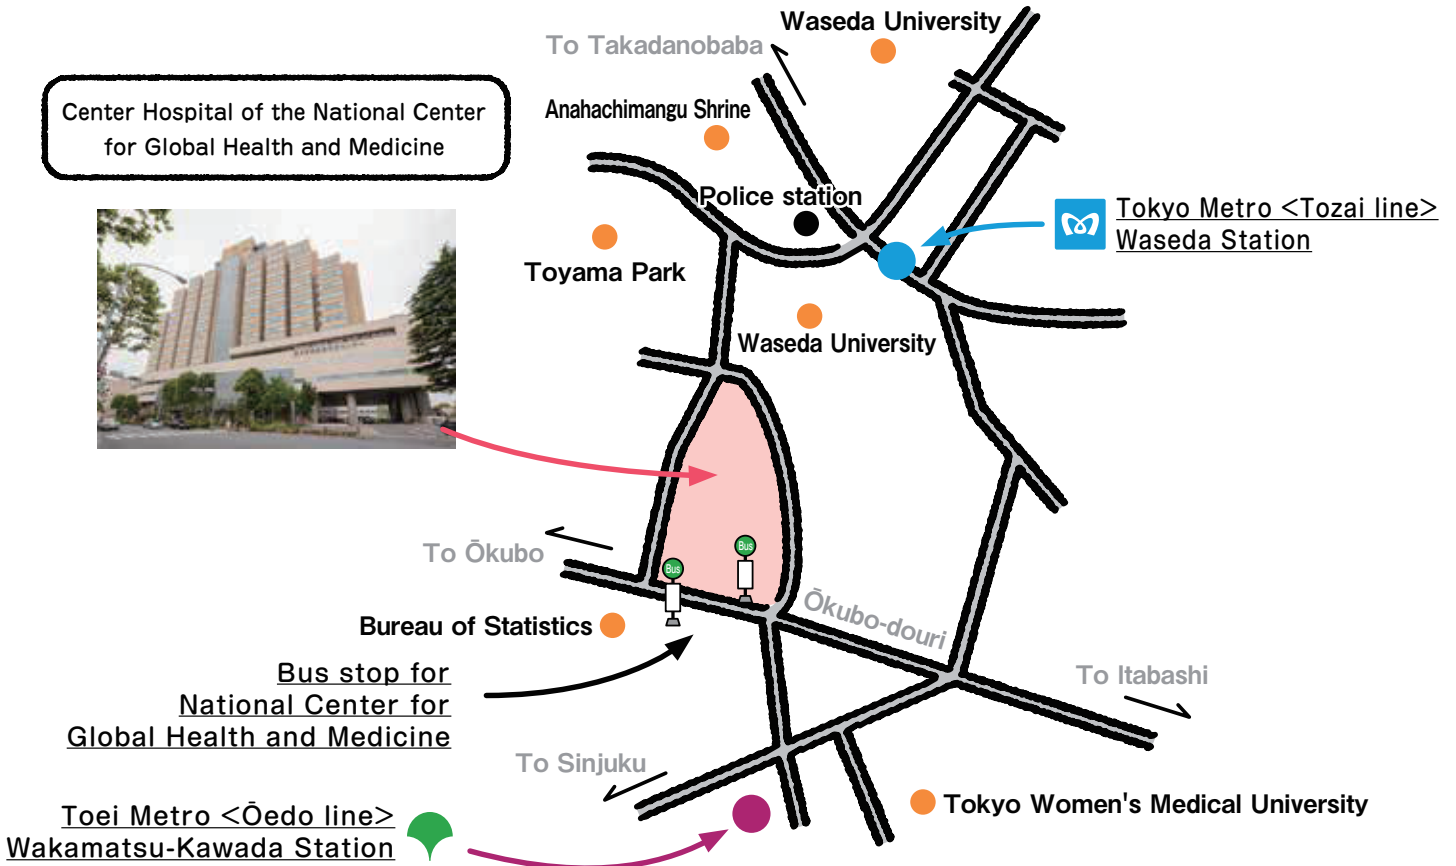 Waseda University
To Takadanobaba
Center Hospital of the National Center
for Global Health and Medicine
Anahachimangu Shrine
Police station
Tokyo Metro <Tozai line>
Waseda Station
Toyama Park
Waseda University
To Ōkubo
Bus
Bus
Ōkubo-douri
Bureau of Statistics
Bus stop for
National Center for
Global Health and Medicine
To Itabashi
To Sinjuku
Tokyo Women's Medical University
Toei Metro <Ōedo line>
Wakamatsu-Kawada Station